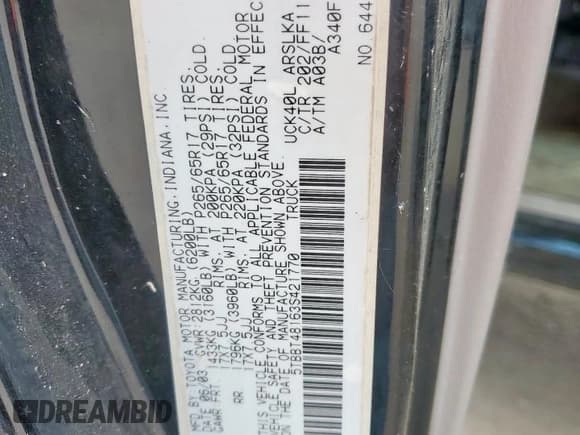 MFD. BY TOYOTA MOTOR MANUFACTURING, INDIANA, INC
DATE 06/03 GVWR 2812KG (6200LB)
GAWR FRT 1433KG (3160LB) WITH P265/65R17 TIRES,
17X7.5JJ RIMS, AT 200KPA (29PSI) COLD.
RR 1796KG (3960LB) WITH P265/65R17 TIRES,
17X7.5JJ RIMS, AT 220KPA (32PSI) COLD.
THIS VEHICLE CONFORMS TO ALL APPLICABLE FEDERAL MOTOR
VEHICLE SAFETY AND THEFT PREVENTION STANDARDS IN EFFEC
DATE OF MANUFACTURE SHOWN ABOVE.
5TBBT48163S421770 TRUCK
UCK40L ARSLKA
C/TR 202/FF11
A/TM A03B/
A340F
NO 644
DREAMBID